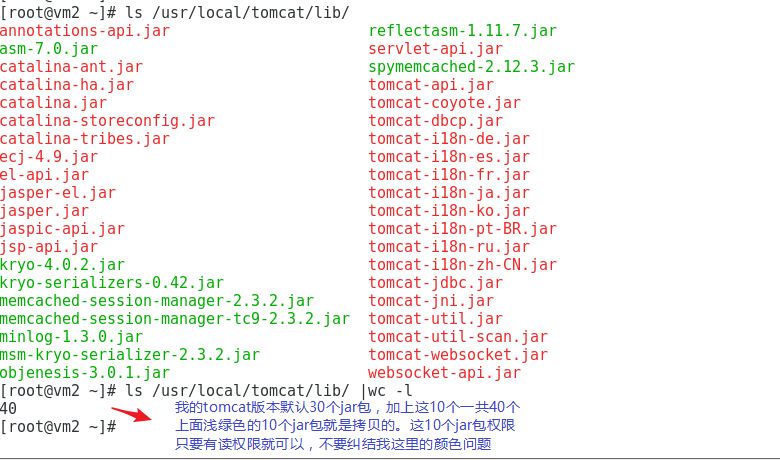 [root@vm2 ~]# ls /usr/local/tomcat/lib/
annotations-api.jar reflectasm-1.11.7.jar
asm-7.0.jar servlet-api.jar
catalina-ant.jar spymemcached-2.12.3.jar
catalina-ha.jar tomcat-api.jar
catalina.jar tomcat-coyote.jar
catalina-storeconfig.jar tomcat-dbcp.jar
catalina-tribes.jar tomcat-i18n-de.jar
ecj-4.9.jar tomcat-i18n-es.jar
el-api.jar tomcat-i18n-fr.jar
jasper-el.jar tomcat-i18n-ja.jar
jasper.jar tomcat-i18n-ko.jar
jaspic-api.jar tomcat-i18n-pt-BR.jar
jsp-api.jar tomcat-i18n-ru.jar
kryo-4.0.2.jar tomcat-i18n-zh-CN.jar
kryo-serializers-0.42.jar tomcat-jdbc.jar
memcached-session-manager-2.3.2.jar tomcat-jni.jar
memcached-session-manager-tc9-2.3.2.jar tomcat-util.jar
minlog-1.3.0.jar tomcat-util-scan.jar
msm-kryo-serializer-2.3.2.jar tomcat-websocket.jar
objenesis-3.0.1.jar websocket-api.jar
[root@vm2 ~]# ls /usr/local/tomcat/lib/ |wc -l
40
[root@vm2 ~]#
我的tomcat版本默认30个jar包，加上这10个一共40个
上面浅绿色的10个jar包就是拷贝的。这10个jar包权限
只要有读权限就可以，不要纠结我这里的颜色问题